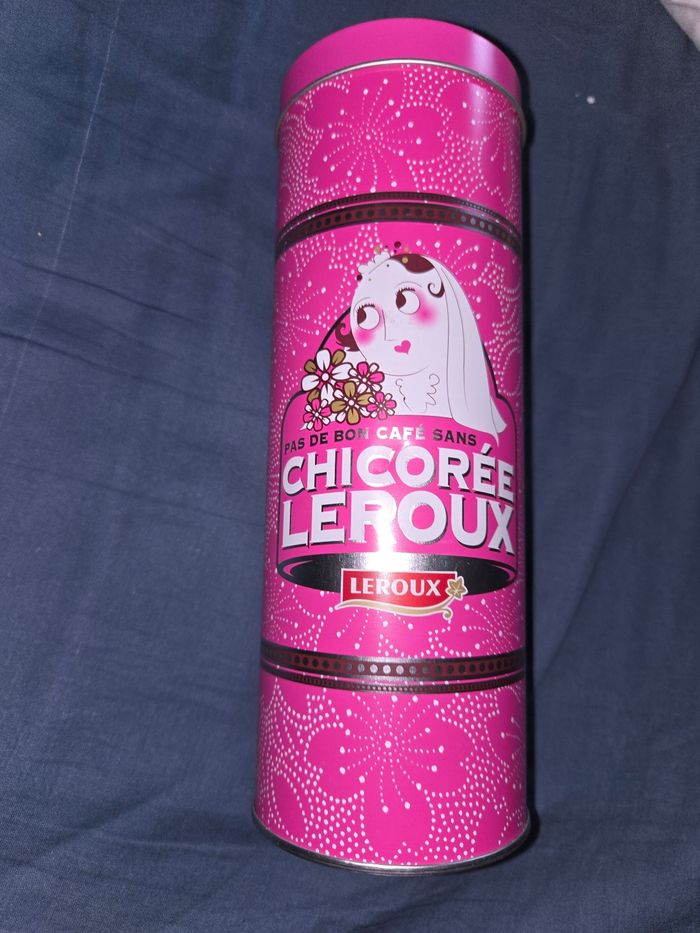 PAS DE BON CAFÉ SANS
CHICORÉE
LEROUX
LEROUX